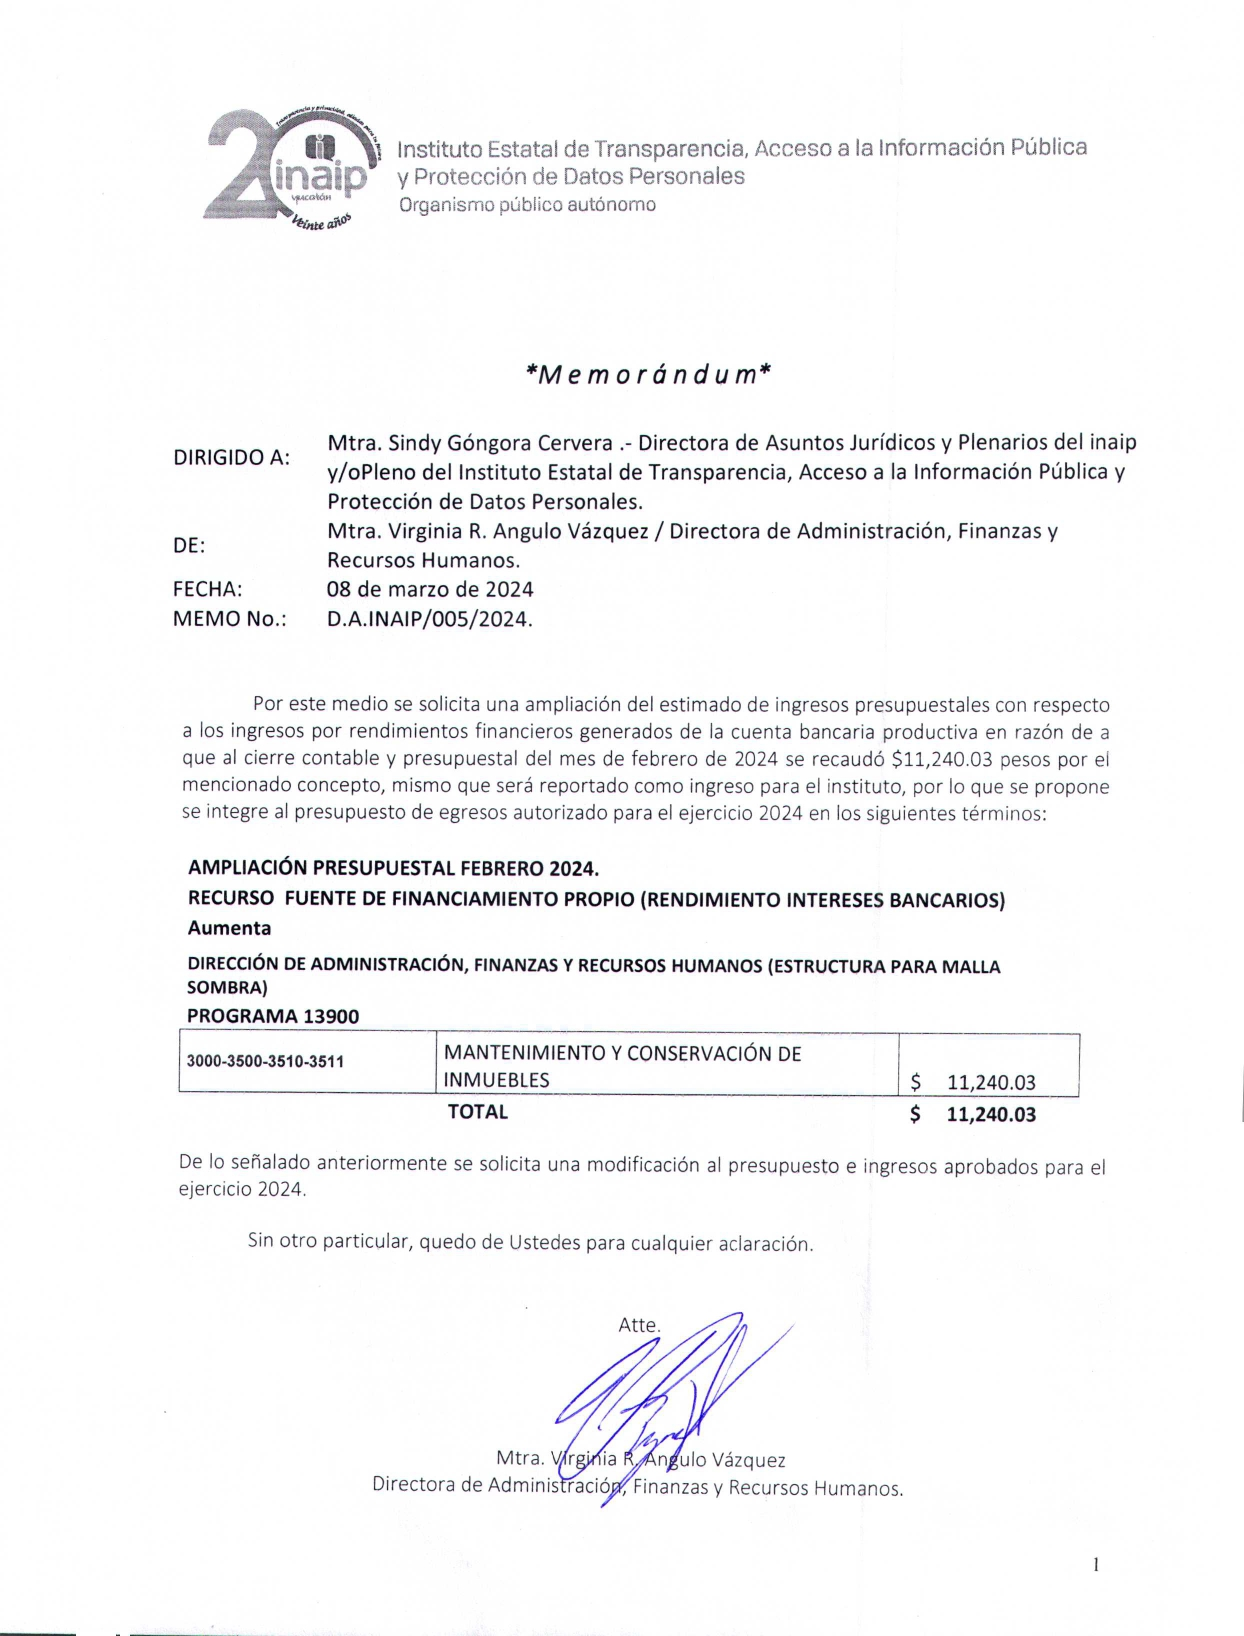 Transparencia y privacidad, aliadas para tu
20
inaip
yucatán
Veinte años
Instituto Estatal de Transparencia, Acceso a la Información Pública
y Protección de Datos Personales
Organismo público autónomo
*Memorándum*
DIRIGIDO A:
Mtra. Sindy Góngora Cervera .- Directora de Asuntos Jurídicos y Plenarios del inaip
y/oPleno del Instituto Estatal de Transparencia, Acceso a la Información Pública y
Protección de Datos Personales.
DE:
Mtra. Virginia R. Angulo Vázquez / Directora de Administración, Finanzas y
Recursos Humanos.
FECHA: 08 de marzo de 2024
MEMO No.: D.A.INAIP/005/2024.
Por este medio se solicita una ampliación del estimado de ingresos presupuestales con respecto
a los ingresos por rendimientos financieros generados de la cuenta bancaria productiva en razón de a
que al cierre contable y presupuestal del mes de febrero de 2024 se recaudó $11,240.03 pesos por el
mencionado concepto, mismo que será reportado como ingreso para el instituto, por lo que se propone
se integre al presupuesto de egresos autorizado para el ejercicio 2024 en los siguientes términos:
AMPLIACIÓN PRESUPUESTAL FEBRERO 2024.
RECURSO FUENTE DE FINANCIAMIENTO PROPIO (RENDIMIENTO INTERESES BANCARIOS)
Aumenta
DIRECCIÓN DE ADMINISTRACIÓN, FINANZAS Y RECURSOS HUMANOS (ESTRUCTURA PARA MALLA
SOMBRA)
PROGRAMA 13900
3000-3500-3510-3511
MANTENIMIENTO Y CONSERVACIÓN DE
INMUEBLES $ 11,240.03
TOTAL $ 11,240.03
De lo señalado anteriormente se solicita una modificación al presupuesto e ingresos aprobados para el
ejercicio 2024.
Sin otro particular, quedo de Ustedes para cualquier aclaración.
Atte.
Mtra. Virginia R. Angulo Vázquez
Directora de Administración, Finanzas y Recursos Humanos.
1